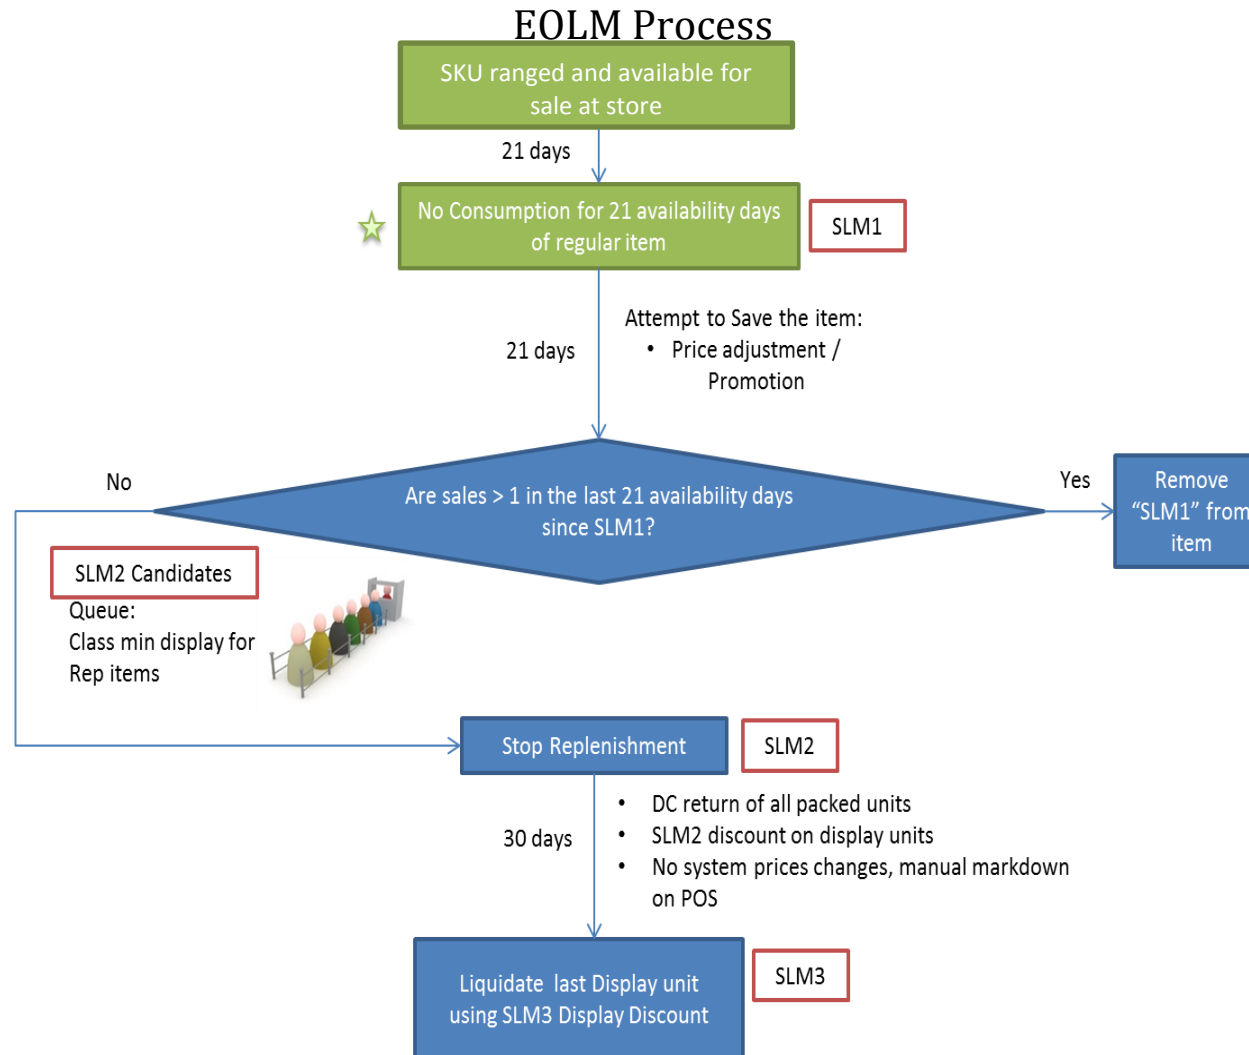 EOLM Process
SKU ranged and available for
sale at store
21 days
No Consumption for 21 availability days
of regular item
SLM1
Attempt to Save the item:
21 days
• Price adjustment /
Promotion
No
Are sales > 1 in the last 21 availability days
since SLM1?
Yes
Remove
“SLM1” from
item
SLM2 Candidates
Queue:
Class min display for
Rep items
Stop Replenishment
SLM2
30 days
• DC return of all packed units
• SLM2 discount on display units
• No system prices changes, manual markdown
on POS
Liquidate last Display unit
using SLM3 Display Discount
SLM3